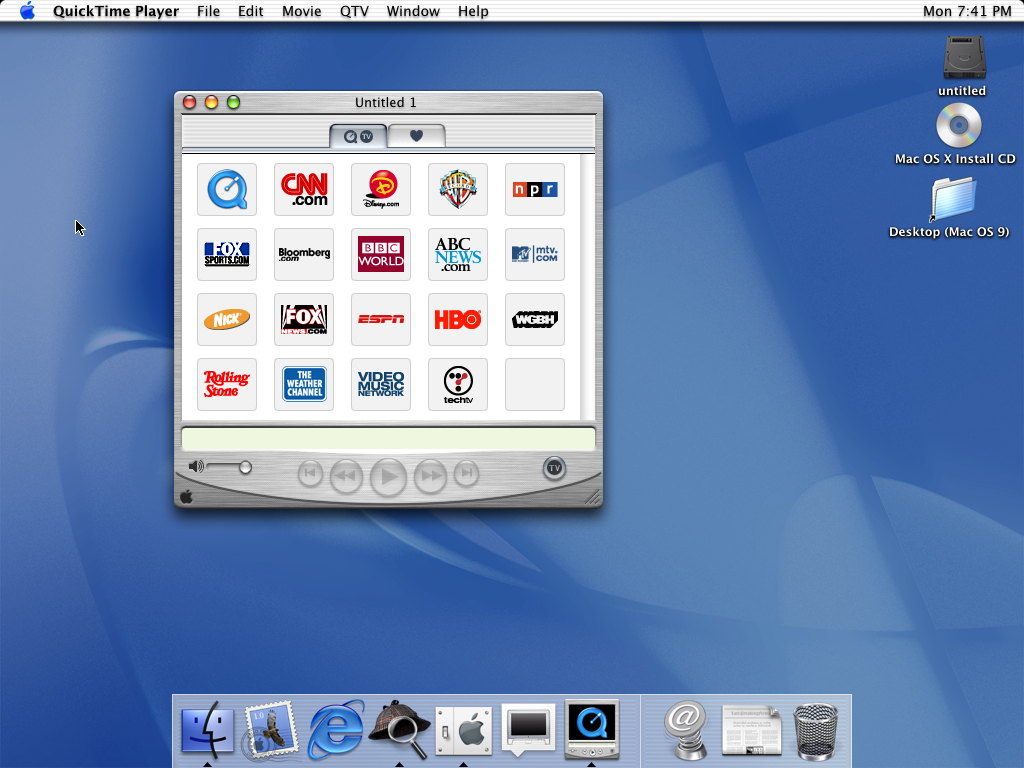 QuickTime Player File Edit Movie QTV Window Help Mon 7:41 PM
untitled
Mac OS X Install CD
Desktop (Mac OS 9)
Untitled 1
TV
CNN
.com
Disney.com
npr
FOX
SPORTS.COM
Bloomberg
.com
BBC
WORLD
ABC
NEWS
.com
mtv.
COM
NICK
FOX
NEWS.COM
ESPN
HBO
WGBH
Rolling
Stone
THE
WEATHER
CHANNEL
VIDEO
MUSIC
NETWORK
techtv
TV
1.0
@